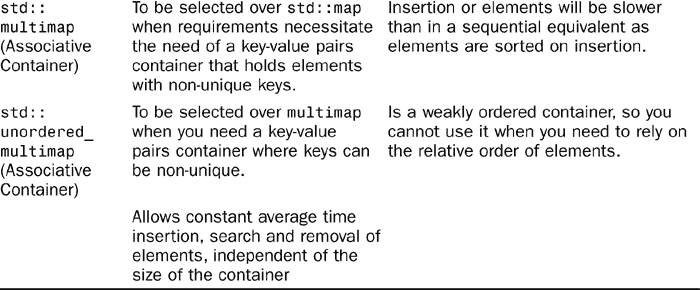 std::
multimap
(Associative
Container)
To be selected over std::map
when requirements necessitate
the need of a key-value pairs
container that holds elements
with non-unique keys.
Insertion or elements will be slower
than in a sequential equivalent as
elements are sorted on insertion.
std::
unordered_
multimap
(Associative
Container)
To be selected over multimap
when you need a key-value
pairs container where keys can
be non-unique.
Is a weakly ordered container, so you
cannot use it when you need to rely on
the relative order of elements.
Allows constant average time
insertion, search and removal of
elements, independent of the
size of the container